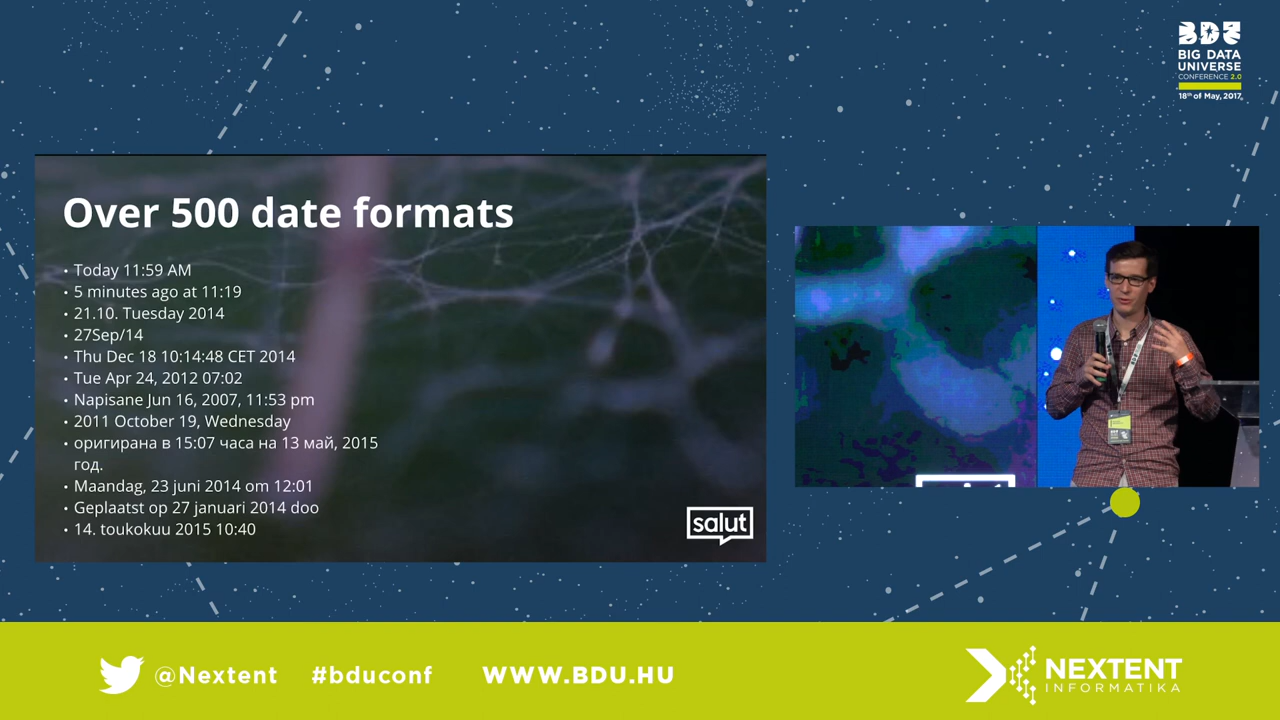 BDU
BIG DATA
UNIVERSE
CONFERENCE 2.0
18th of May, 2017.
Over 500 date formats
• Today 11:59 AM
• 5 minutes ago at 11:19
• 21.10. Tuesday 2014
• 27Sep/14
• Thu Dec 18 10:14:48 CET 2014
• Tue Apr 24, 2012 07:02
• Napisane Jun 16, 2007, 11:53 pm
• 2011 October 19, Wednesday
• оригирана в 15:07 часа на 13 май, 2015
год.
• Maandag, 23 juni 2014 om 12:01
• Geplaatst op 27 januari 2014 doo
• 14. toukokuu 2015 10:40
salut
@Nextent
#bduconf
WWW.BDU.HU
NEXTENT
INFORMATIKA